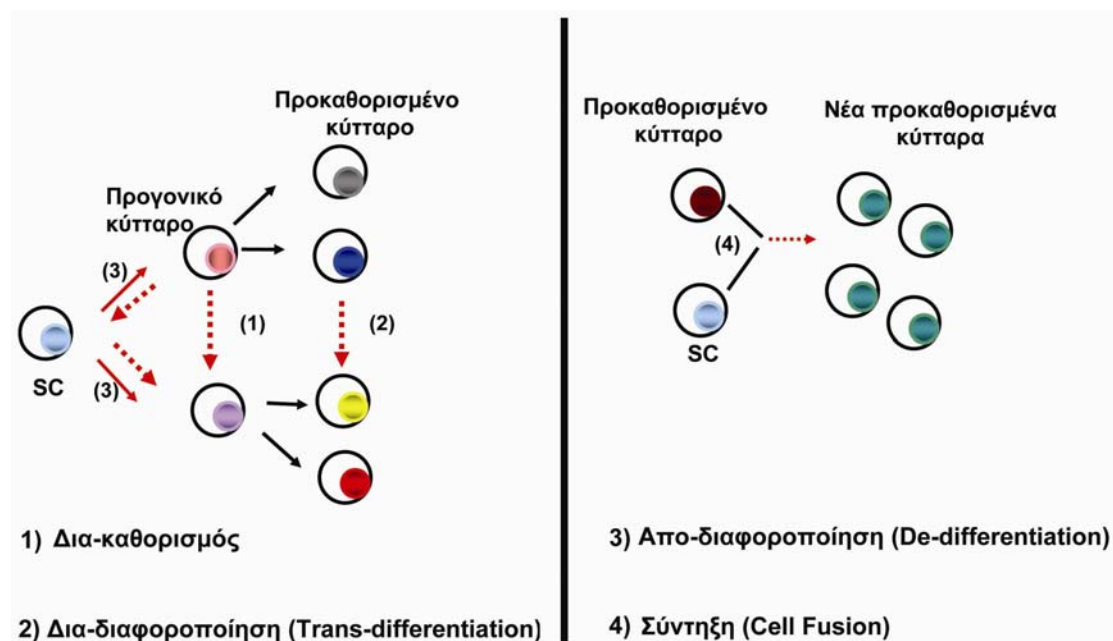 Προκαθορισμένο
κύτταρο
Προγονικό
κύτταρο
(3)
(1)
(2)
SC
(3)
1) Δια-καθορισμός
2) Δια-διαφοροποίηση (Trans-differentiation)
Προκαθορισμένο
κύτταρο
Νέα προκαθορισμένα
κύτταρα
(4)
SC
3) Απο-διαφοροποίηση (De-differentiation)
4) Σύντηξη (Cell Fusion)